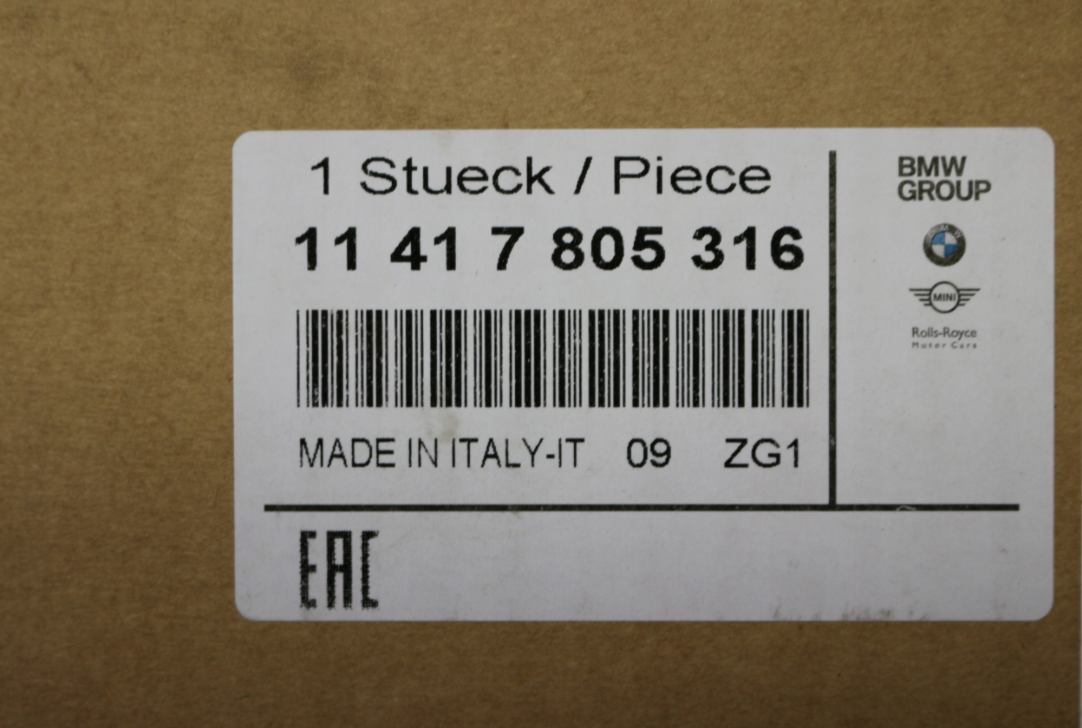 1 Stueck / Piece
11 41 7 805 316
MADE IN ITALY-IT 09 ZG1
EAC
BMW
GROUP
MINI
Rolls-Royce
Motor Cars